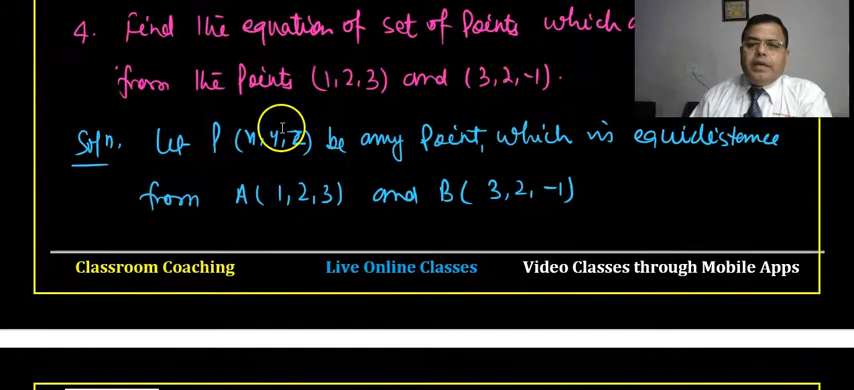 4. Find the equation of set of Points which
from the Points (1,2,3) and (3,2,-1).
Solⁿ. Let P (x, y, z) be any Point, which is equidistance
from A( 1, 2, 3) and B( 3, 2, -1)
Classroom Coaching Live Online Classes Video Classes through Mobile Apps